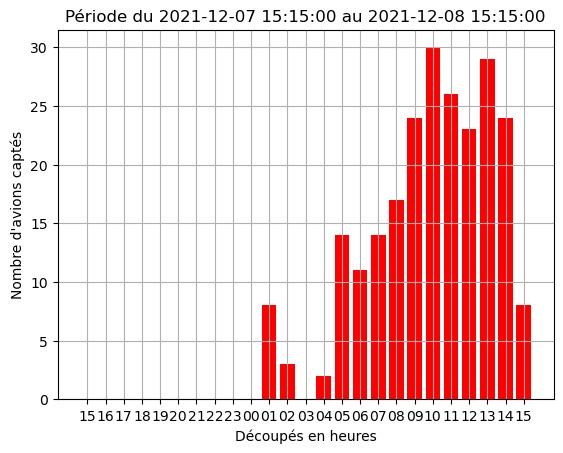 Période du 2021-12-07 15:15:00 au 2021-12-08 15:15:00
Nombre d'avions captés
30
25
20
15
10
5
0
15 16 17 18 19 20 21 22 23 00 01 02 03 04 05 06 07 08 09 10 11 12 13 14 15
Découpés en heures